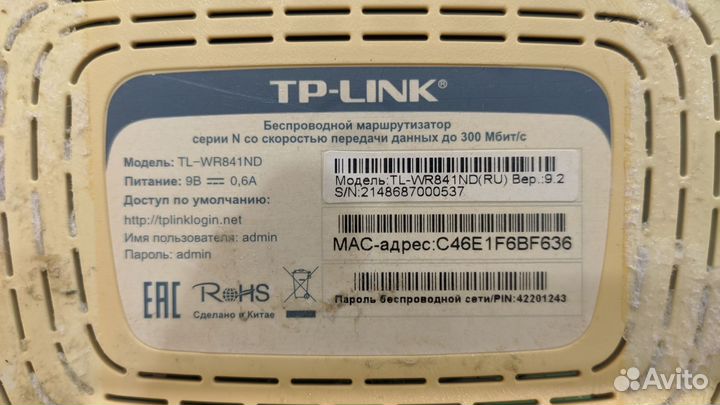 TP-LINK®
Беспроводной маршрутизатор
серии N со скоростью передачи данных до 300 Мбит/с
Модель: TL-WR841ND
Питание: 9В 0,6А
Доступ по умолчанию:
http://tplinklogin.net
Имя пользователя: admin
Пароль: admin
Модель:TL-WR841ND(RU) Вер.:9.2
S/N:2148687000537
MAC-адрес:C46E1F6BF636
Пароль беспроводной сети/PIN:42201243
EAC RoHS
Сделано в Китае
Avito